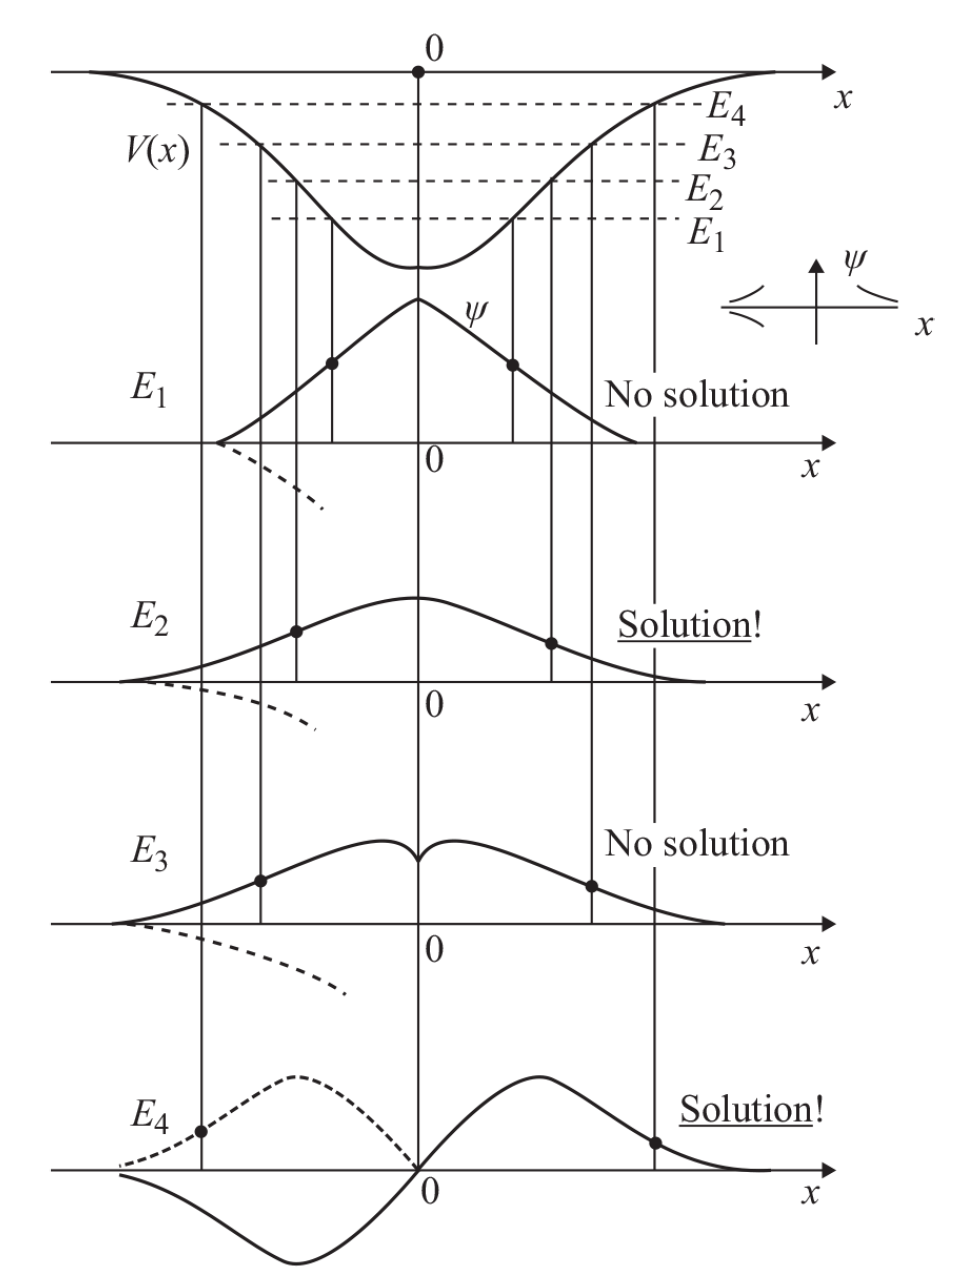 0
x
E₄
V(x)
E₃
E₂
E₁
ψ
x
ψ
E₁
No solution
0
x
E₂
Solution!
0
x
E₃
No solution
0
x
E₄
Solution!
0
x